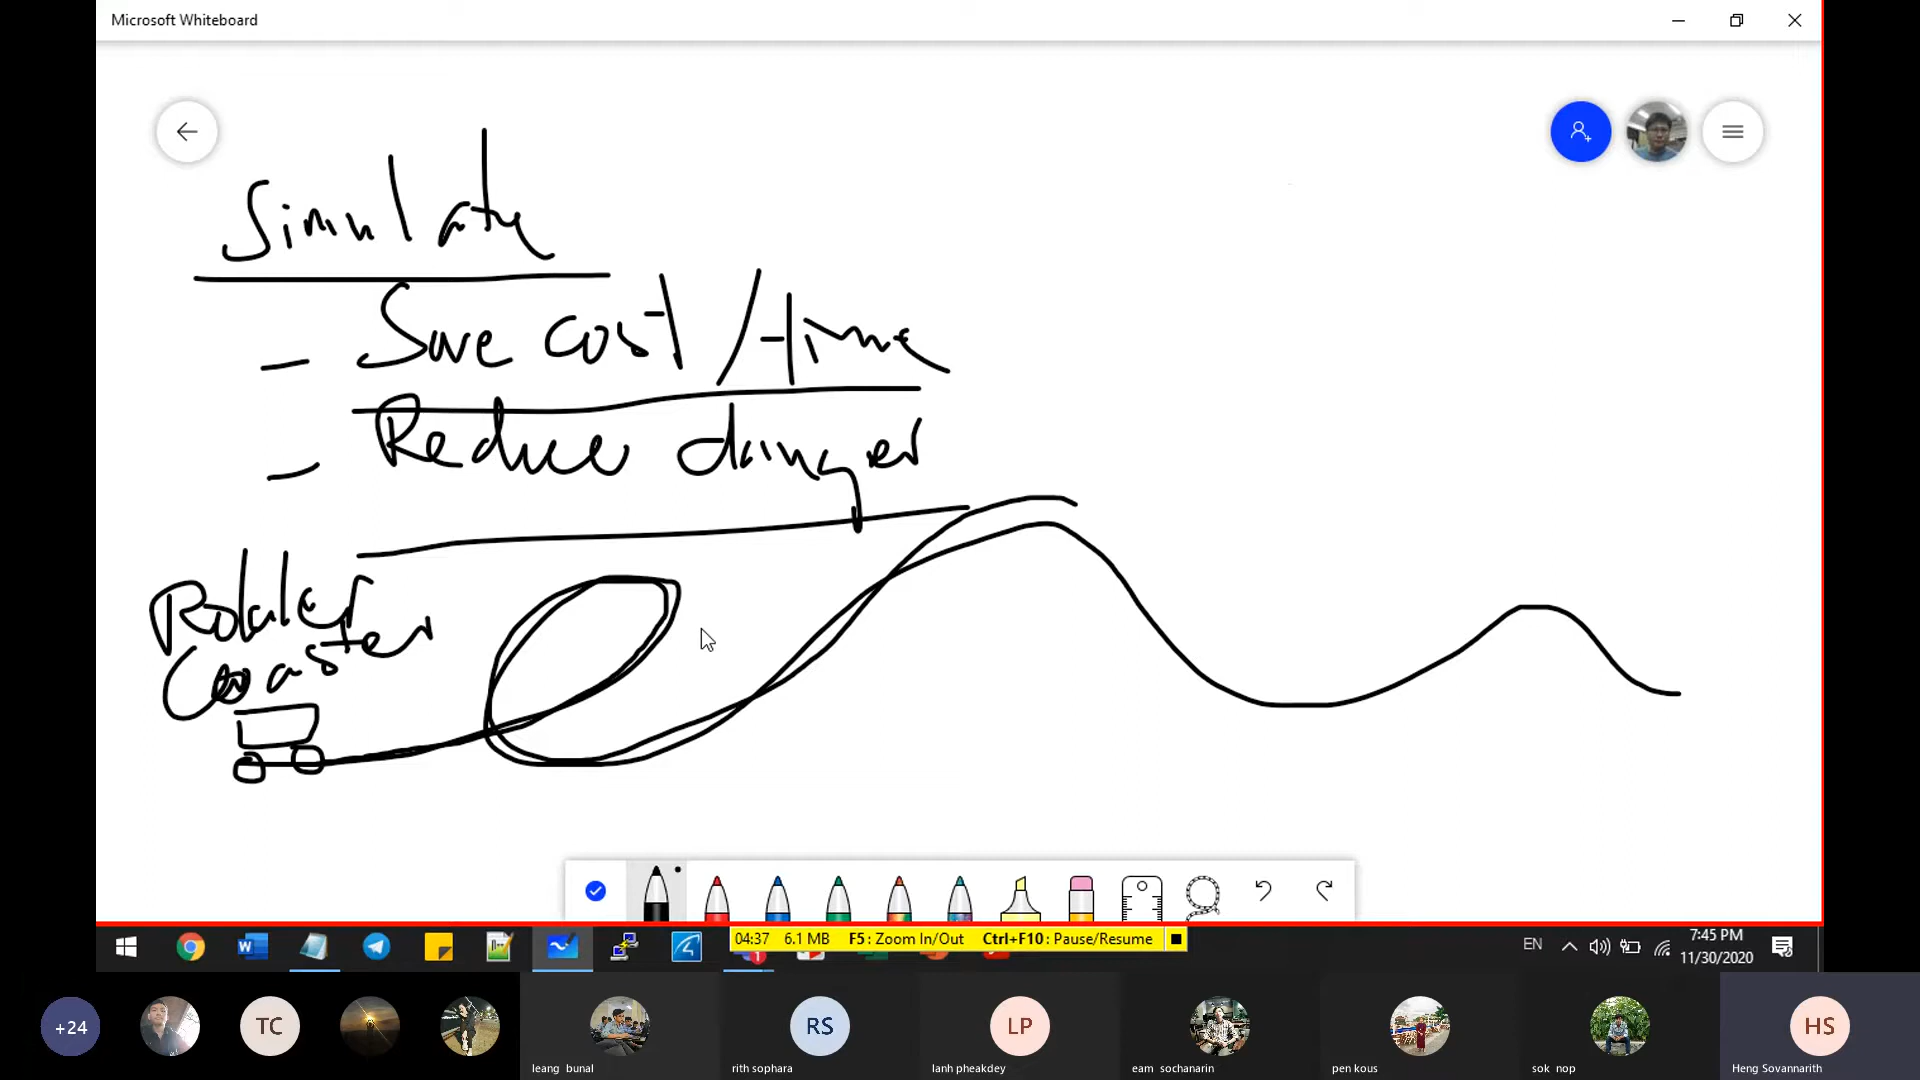 Microsoft Whiteboard
Simulate
- Save cost / time
- Reduce danger
Rolaler
Coaster
04:37 6.1 MB F5: Zoom In/Out Ctrl+F10: Pause/Resume
1
EN
7:45 PM
11/30/2020
+24
TC
RS
LP
HS
leang bunal
rith sophara
lanh pheakdey
eam sochanarin
pen kous
sok nop
Heng Sovannarith